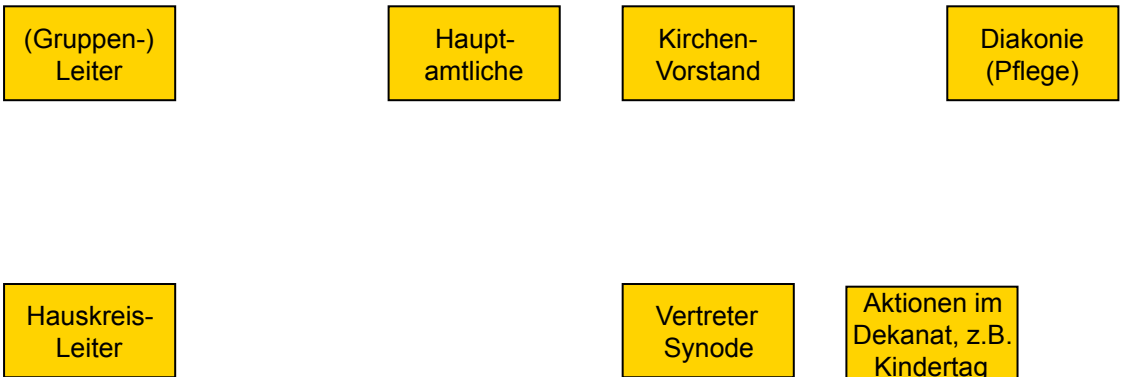 (Gruppen-)
Leiter
Haupt-
amtliche
Kirchen-
Vorstand
Diakonie
(Pflege)
Hauskreis-
Leiter
Vertreter
Synode
Aktionen im
Dekanat, z.B.
Kindertag